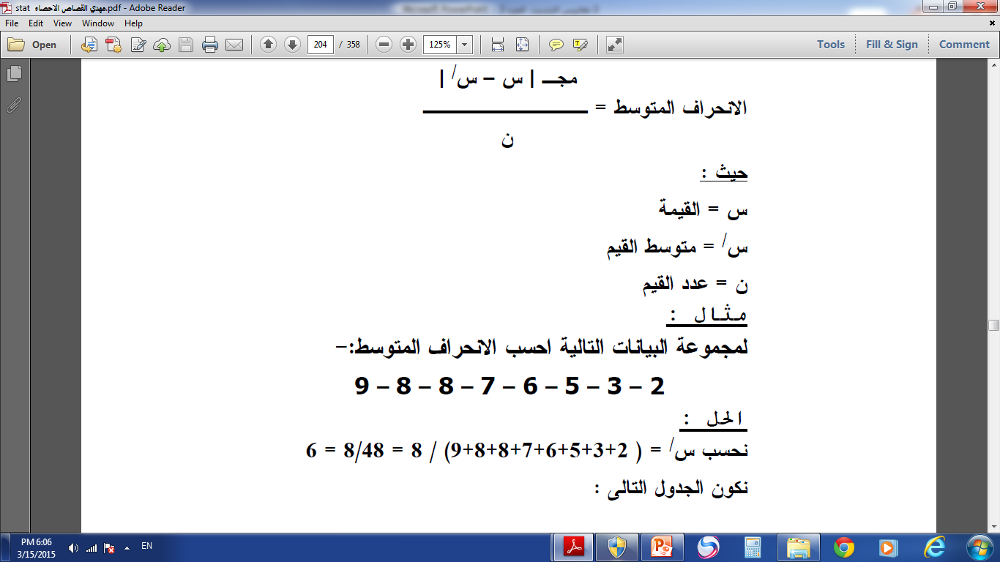 stat مهدي القصاص الاحصاء.pdf - Adobe Reader
File Edit View Window Help
Open 204 / 358 125% Tools Fill & Sign Comment
مجـــ | س – س/ |
الانحراف المتوسط = ــــــــــــــــــــــــ
ن
حيث :
س = القيمة
س/ = متوسط القيم
ن = عدد القيم
مـثـال :
لمجموعة البيانات التالية احسب الانحراف المتوسط:-
2 – 3 – 5 – 6 – 7 – 8 – 8 – 9
الحل :
نحسب س/ = ( 2+3+5+6+7+8+8+9) / 8 = 8/48 = 6
نكون الجدول التالى :
PM 6:06
3/15/2015
EN